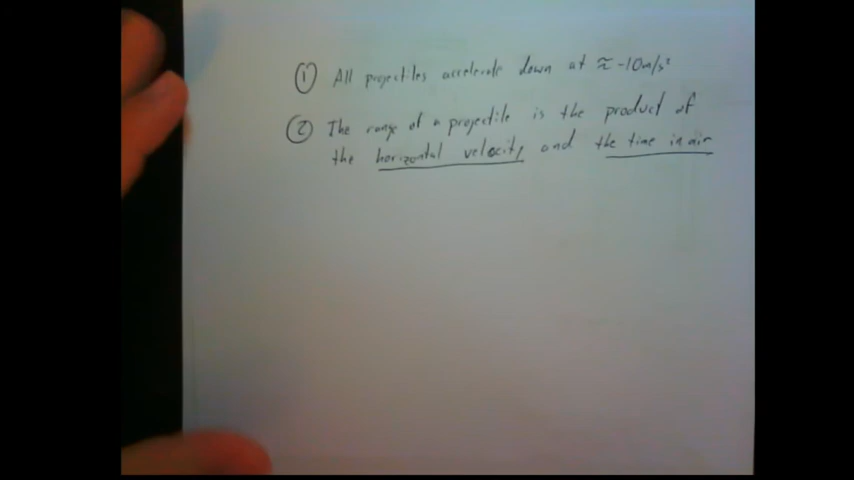 ① All projectiles accelerate down at ≈ -10m/s²
② The range of a projectile is the product of
the horizontal velocity and the time in air